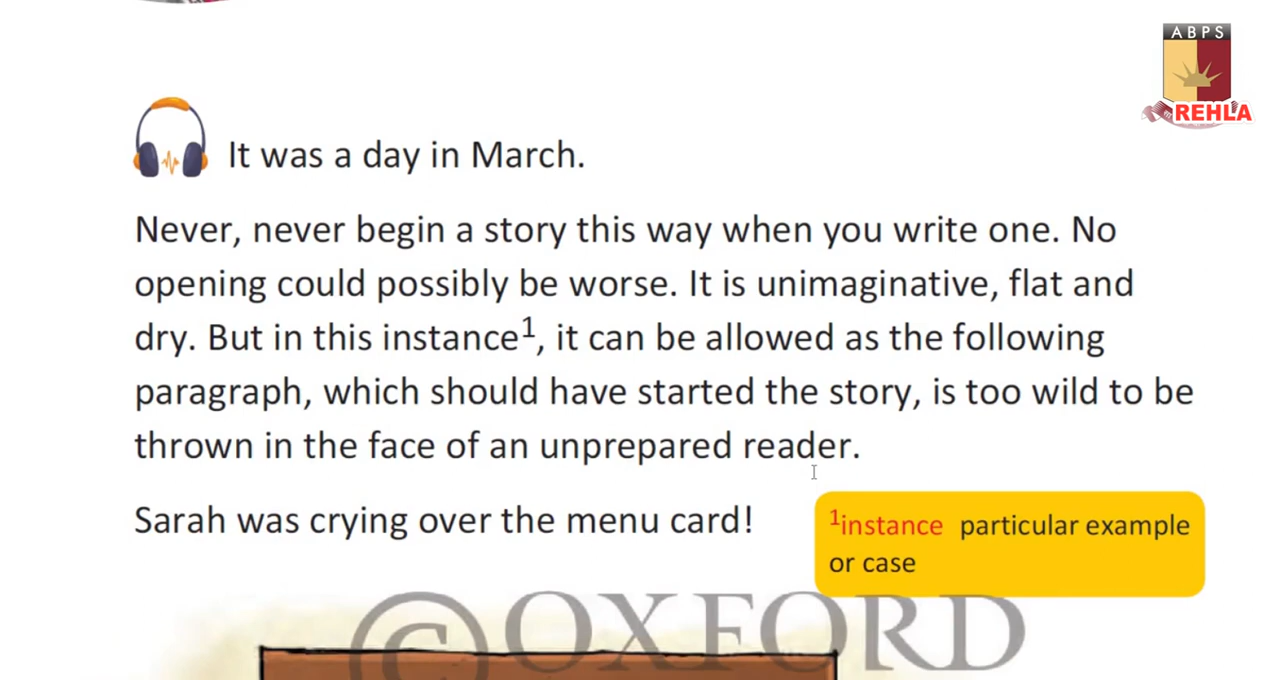 ABPS
REHLA
It was a day in March.
Never, never begin a story this way when you write one. No
opening could possibly be worse. It is unimaginative, flat and
dry. But in this instance¹, it can be allowed as the following
paragraph, which should have started the story, is too wild to be
thrown in the face of an unprepared reader.
Sarah was crying over the menu card!
¹instance particular example
or case
© OXFORD